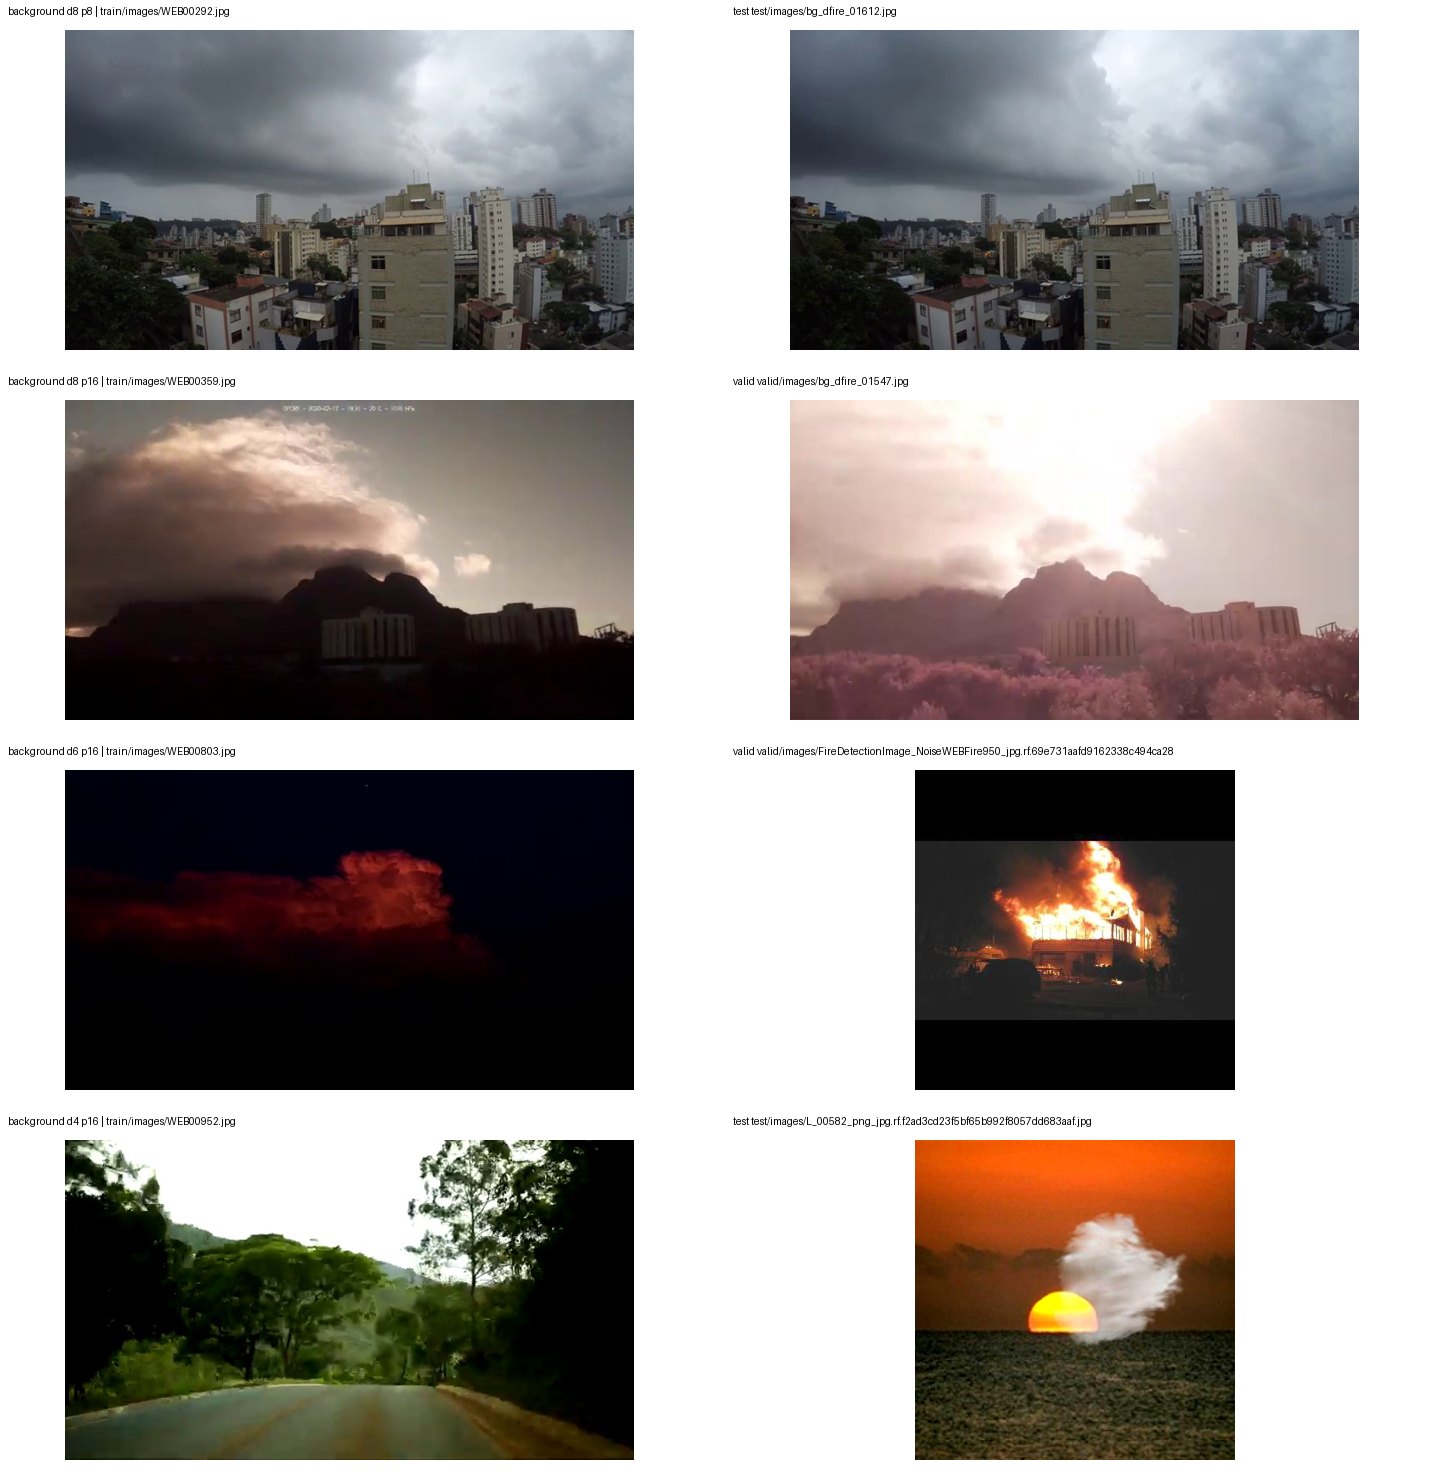 background d8 p8 | train/images/WEB00292.jpg
test test/images/bg_dfire_01612.jpg
background d8 p16 | train/images/WEB00359.jpg
valid valid/images/bg_dfire_01547.jpg
background d6 p16 | train/images/WEB00803.jpg
valid valid/images/FireDetectionImage_NoiseWEBFire950_jpg.rf.69e731aafd9162338c494ca28
background d4 p16 | train/images/WEB00952.jpg
test test/images/L_00582_png_jpg.rf.f2ad3cd23f5bf65b992f8057dd683aaf.jpg